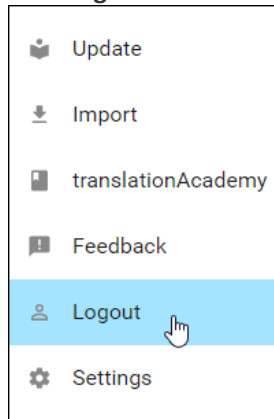 Update
Import
translationAcademy
Feedback
Logout
Settings